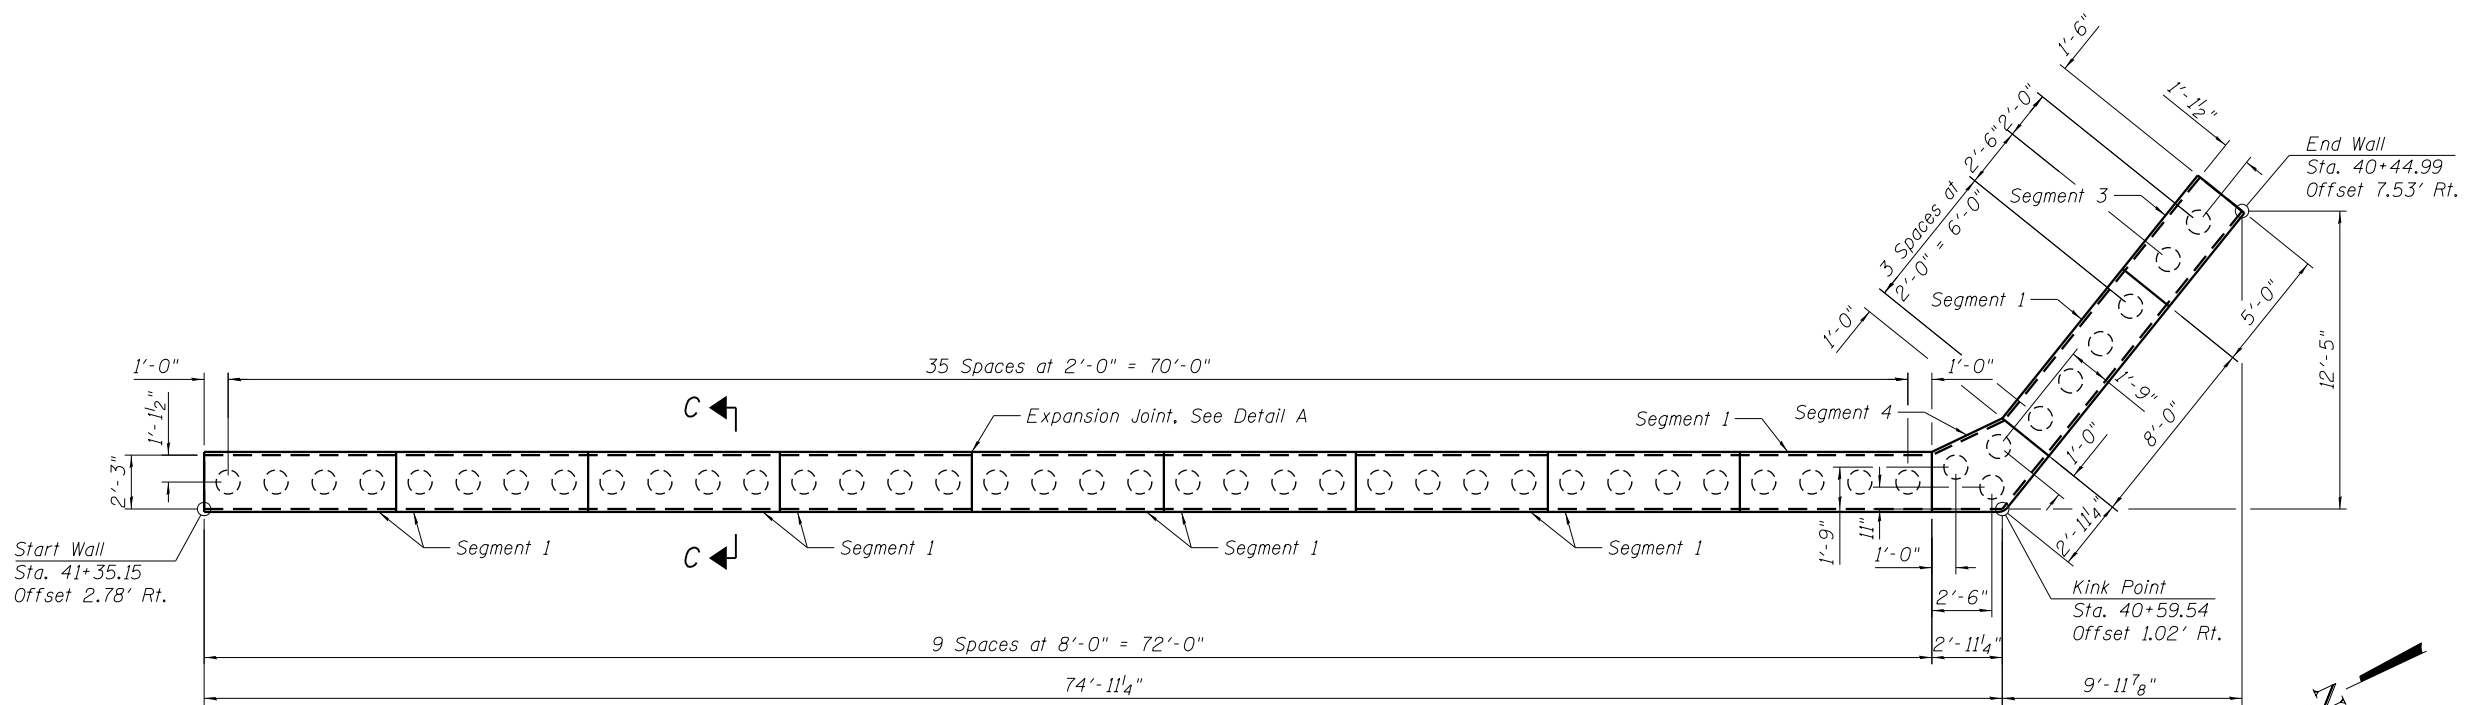 1'-6"
1'-1½"
2'-0"
2'-6"
3 Spaces at
2'-0" = 6'-0"
End Wall
Sta. 40+44.99
Offset 7.53' Rt.
Segment 3
Segment 1
1'-0"
5'-0"
12'-5"
1'-0"
35 Spaces at 2'-0" = 70'-0"
1'-0"
1'-9"
8'-0"
1'-0"
1'-1½"
2'-3"
C
Expansion Joint, See Detail A
Segment 1
Segment 4
Segment 1
Segment 1
Segment 1
Segment 1
C
1'-9"
11"
1'-0"
2'-11¼"
Start Wall
Sta. 41+35.15
Offset 2.78' Rt.
2'-6"
Kink Point
Sta. 40+59.54
Offset 1.02' Rt.
9 Spaces at 8'-0" = 72'-0"
2'-11¼"
74'-11¼"
9'-11⅞"
N